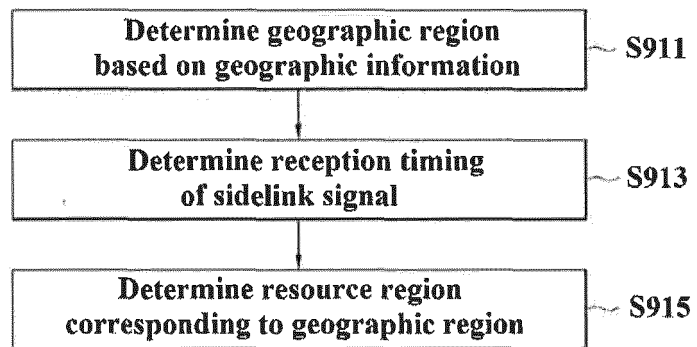 Determine geographic region
based on geographic information
S911
Determine reception timing
of sidelink signal
S913
Determine resource region
corresponding to geographic region
S915